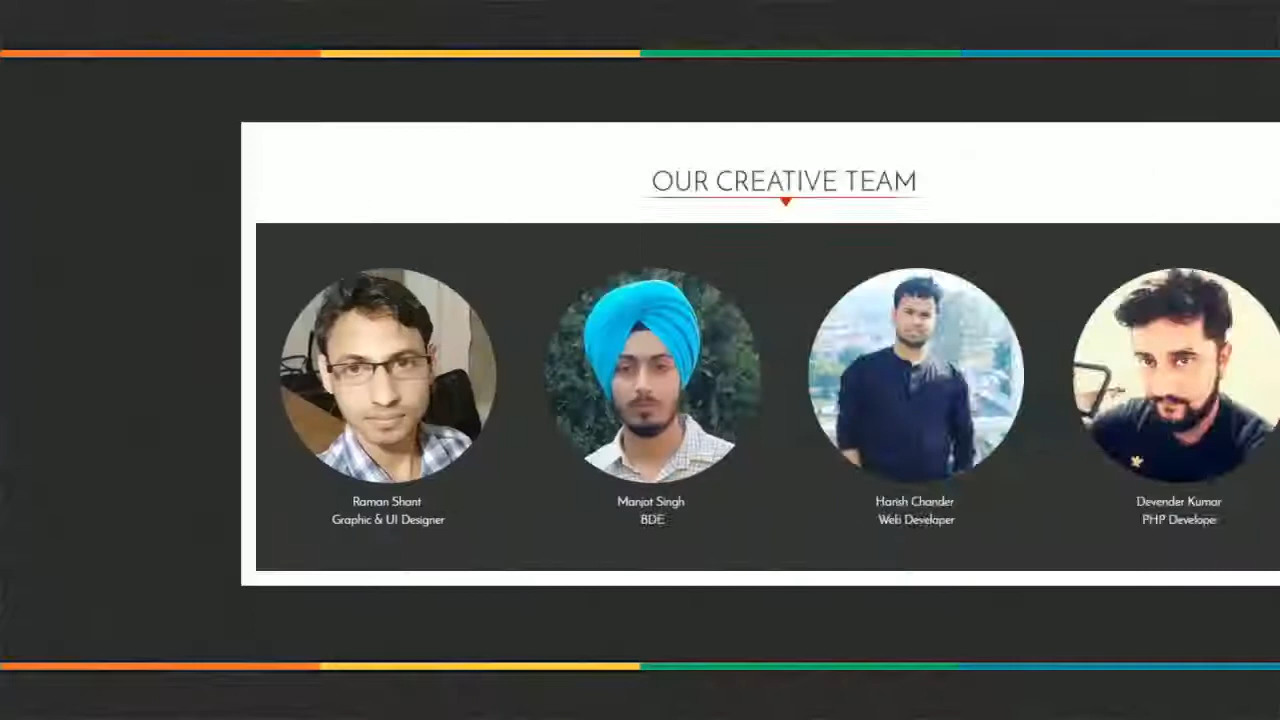 OUR CREATIVE TEAM
Raman Shant
Graphic & UI Designer
Manjot Singh
BDE
Harish Chander
Web Developer
Devender Kumar
PHP Develope